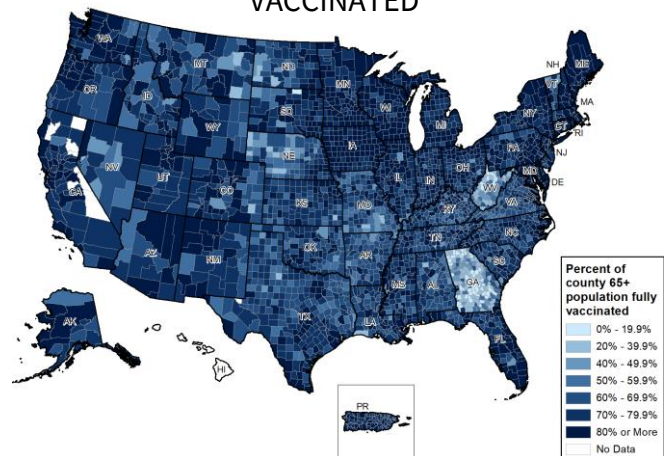 VACCINATED
WA
MT
ND
MN
OR
ID
SD
WI
WY
MI
NH
VT
ME
NY
MA
CT
RI
NV
NE
IA
PA
NJ
CA
UT
CO
IL
IN
OH
MD
DE
KS
MO
WV
VA
KY
AZ
NM
OK
AR
TN
NC
SC
TX
LA
MS
AL
GA
FL
AK
HI
PR
Percent of
county 65+
population fully
vaccinated
0% - 19.9%
20% - 39.9%
40% - 49.9%
50% - 59.9%
60% - 69.9%
70% - 79.9%
80% or More
No Data